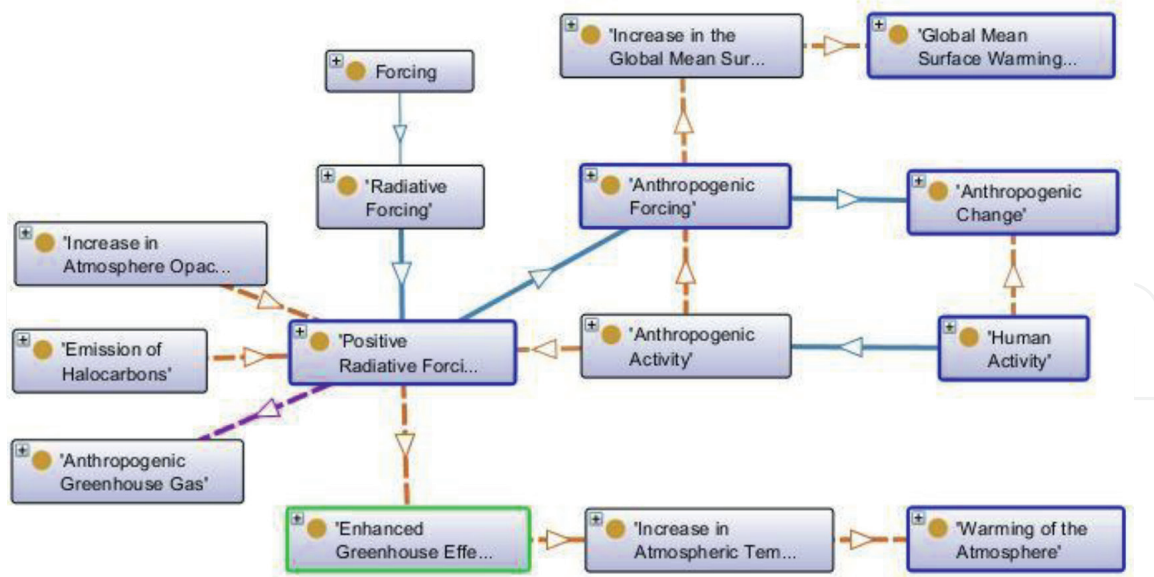 'Increase in the
Global Mean Sur...
'Global Mean
Surface Warming...
Forcing
'Radiative
Forcing'
'Anthropogenic
Forcing'
'Anthropogenic
Change'
'Increase in
Atmosphere Opac...
'Emission of
Halocarbons'
'Positive
Radiative Forci...
'Anthropogenic
Activity'
'Human
Activity'
'Anthropogenic
Greenhouse Gas'
'Enhanced
Greenhouse Effe...
'Increase in
Atmospheric Tem...
'Warming of the
Atmosphere'